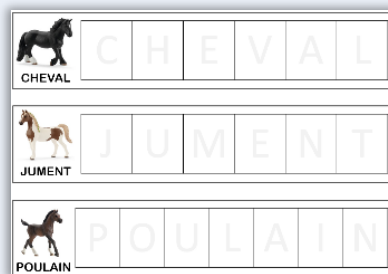 C H E V A L
CHEVAL
J U M E N T
JUMENT
P O U L A I N
POULAIN